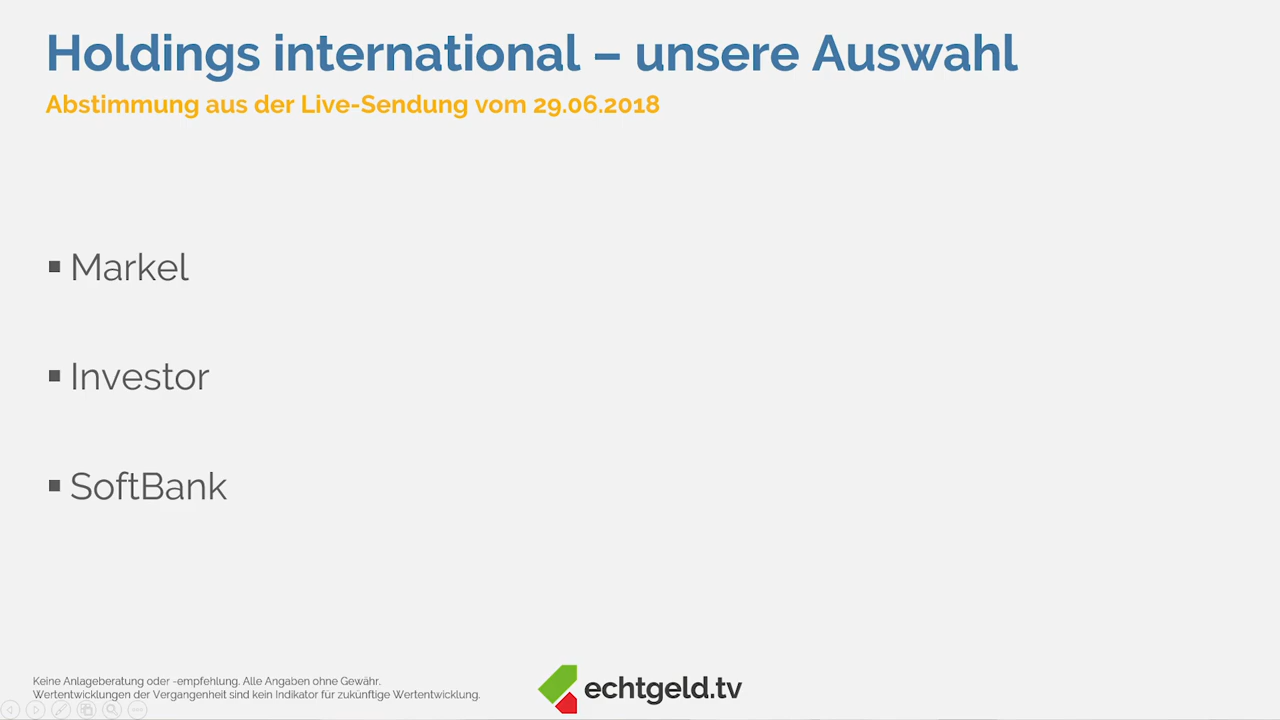 Holdings international – unsere Auswahl
Abstimmung aus der Live-Sendung vom 29.06.2018
▪ Markel
▪ Investor
▪ SoftBank
Keine Anlageberatung oder -empfehlung. Alle Angaben ohne Gewähr.
Wertentwicklungen der Vergangenheit sind kein Indikator für zukünftige Wertentwicklung.
echtgeld.tv